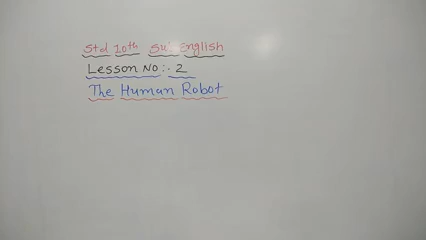 Std 10th Sub English
Lesson No :- 2
The Human Robot